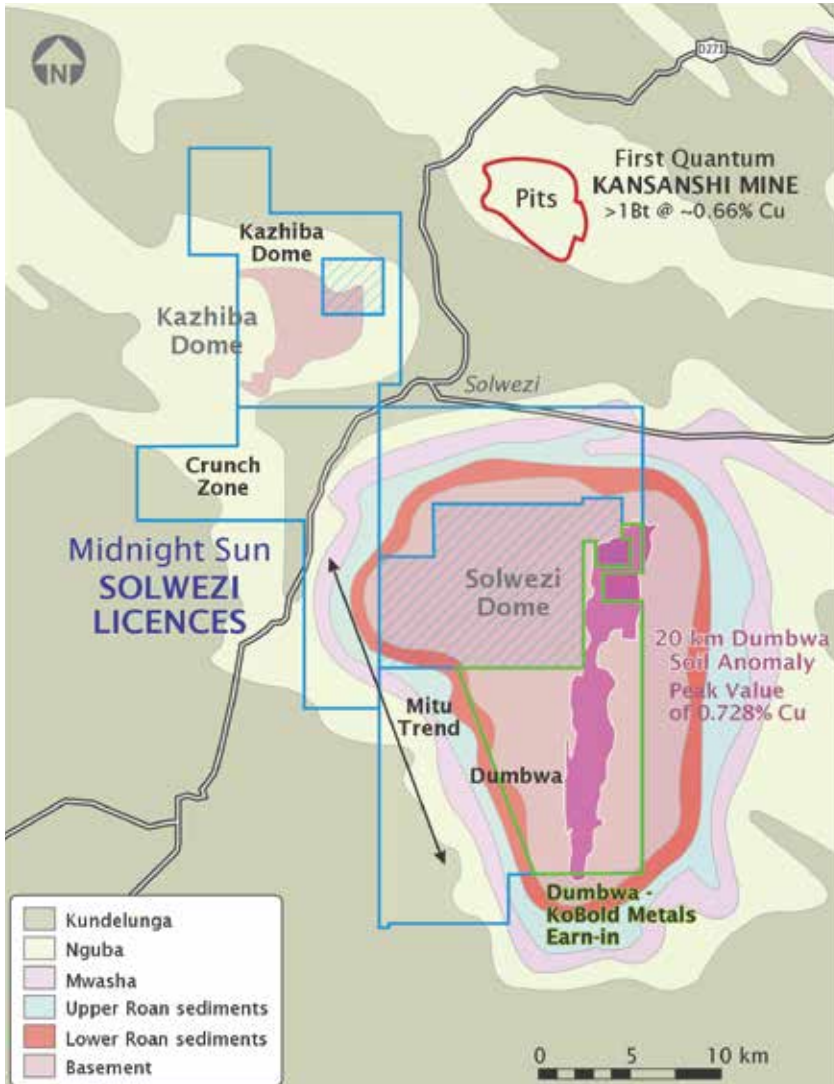 N
D271
First Quantum
KANSANSHI MINE
>1Bt @ ~0.66% Cu
Pits
Kazhiba
Dome
Kazhiba
Dome
Solwezi
Crunch
Zone
Midnight Sun
SOLWEZI
LICENCES
Solwezi
Dome
20 km Dumbwa
Soil Anomaly
Peak Value
of 0.728% Cu
Mitu
Trend
Dumbwa
Dumbwa -
KoBold Metals
Earn-in
Kundelunga
Nguba
Mwasha
Upper Roan sediments
Lower Roan sediments
Basement
0 5 10 km